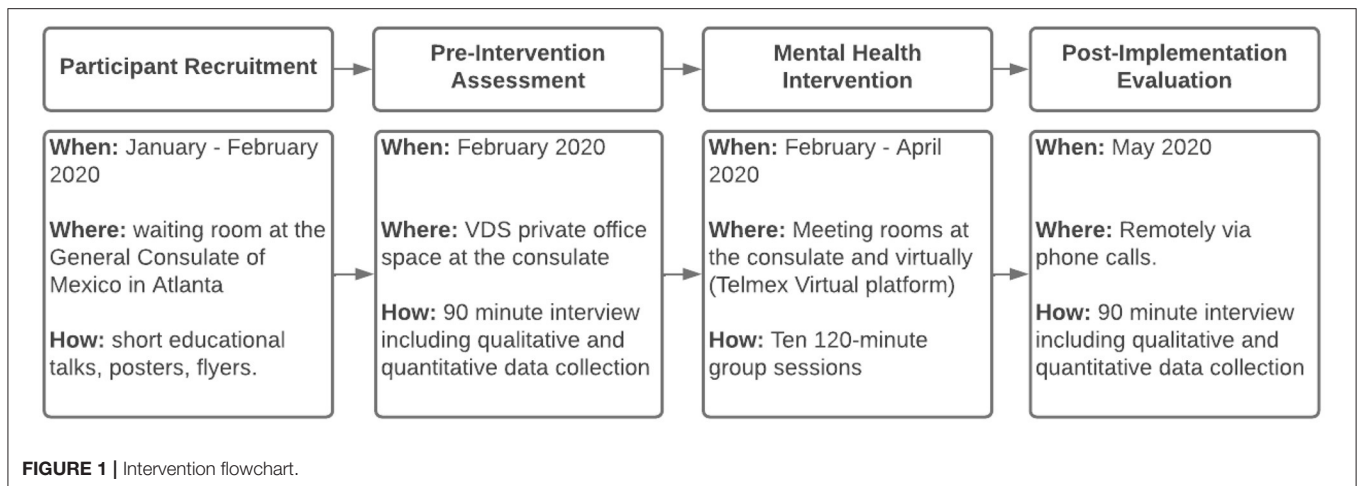 Participant Recruitment
Pre-Intervention
Assessment
Mental Health
Intervention
Post-Implementation
Evaluation
When: January - February
2020
Where: waiting room at the
General Consulate of
Mexico in Atlanta
How: short educational
talks, posters, flyers.
When: February 2020
Where: VDS private office
space at the consulate
How: 90 minute interview
including qualitative and
quantitative data collection
When: February - April
2020
Where: Meeting rooms at
the consulate and virtually
(Telmex Virtual platform)
How: Ten 120-minute
group sessions
When: May 2020
Where: Remotely via
phone calls.
How: 90 minute interview
including qualitative and
quantitative data collection
FIGURE 1 | Intervention flowchart.